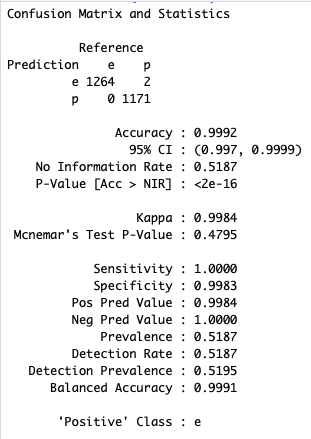 Confusion Matrix and Statistics
Reference
Prediction e p
e 1264 2
p 0 1171
Accuracy : 0.9992
95% CI : (0.997, 0.9999)
No Information Rate : 0.5187
P-Value [Acc > NIR] : <2e-16
Kappa : 0.9984
Mcnemar's Test P-Value : 0.4795
Sensitivity : 1.0000
Specificity : 0.9983
Pos Pred Value : 0.9984
Neg Pred Value : 1.0000
Prevalence : 0.5187
Detection Rate : 0.5187
Detection Prevalence : 0.5195
Balanced Accuracy : 0.9991
'Positive' Class : e